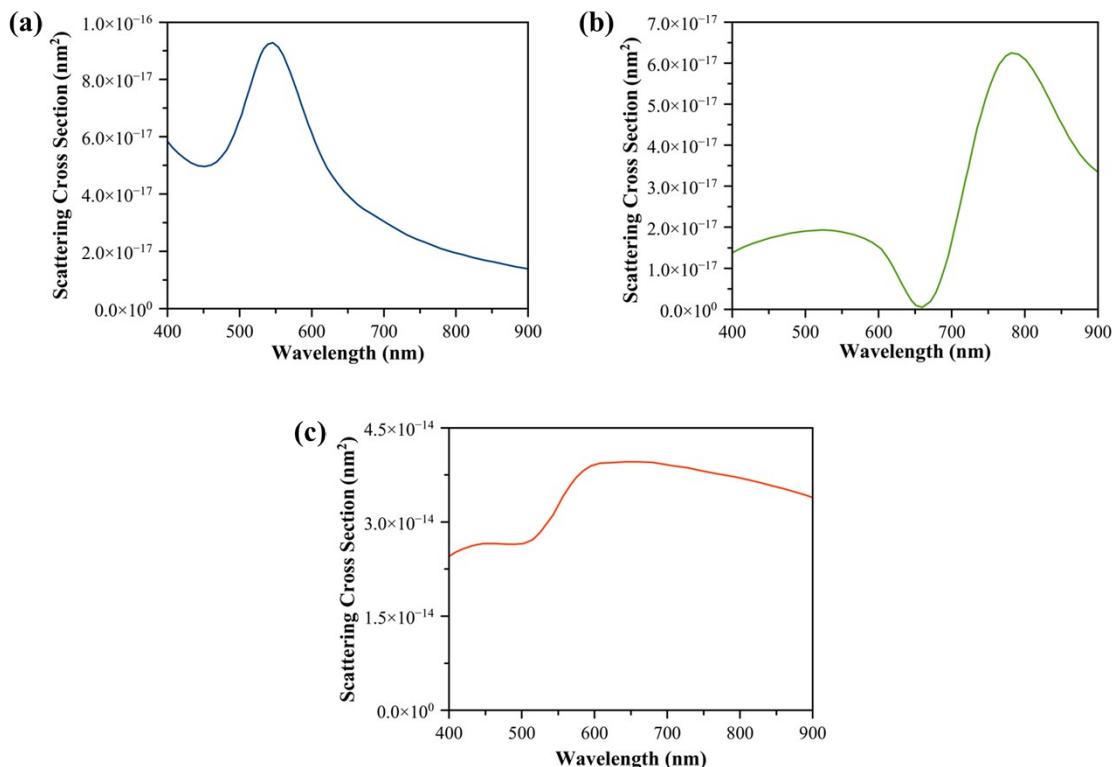 (a)
Scattering Cross Section (nm²)
1.0×10⁻¹⁶
8.0×10⁻¹⁷
6.0×10⁻¹⁷
4.0×10⁻¹⁷
2.0×10⁻¹⁷
0.0×10⁰
400 500 600 700 800 900
Wavelength (nm)
(b)
Scattering Cross Section (nm²)
7.0×10⁻¹⁷
6.0×10⁻¹⁷
5.0×10⁻¹⁷
4.0×10⁻¹⁷
3.0×10⁻¹⁷
2.0×10⁻¹⁷
1.0×10⁻¹⁷
0.0×10⁰
400 500 600 700 800 900
Wavelength (nm)
(c)
Scattering Cross Section (nm²)
4.5×10⁻¹⁴
3.0×10⁻¹⁴
1.5×10⁻¹⁴
0.0×10⁰
400 500 600 700 800 900
Wavelength (nm)